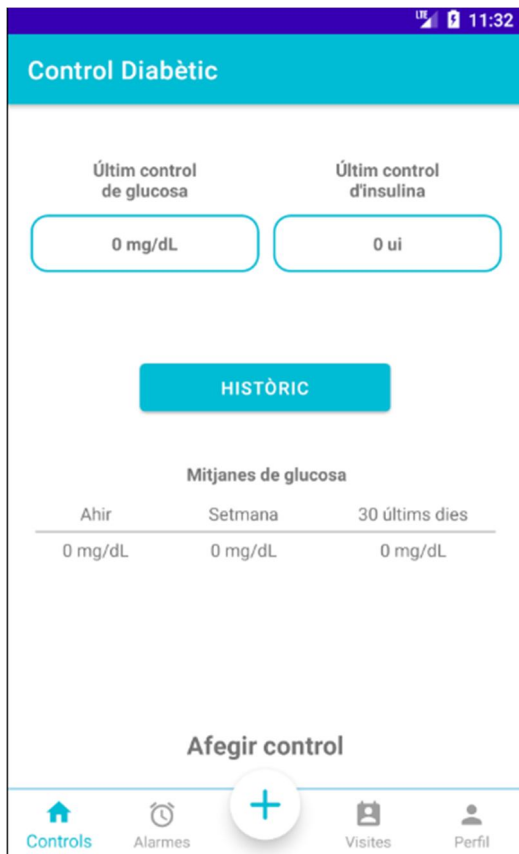 LTE 11:32
Control Diabètic
Últim control
de glucosa
Últim control
d'insulina
0 mg/dL
0 ui
HISTÒRIC
Mitjanes de glucosa
Ahir Setmana 30 últims dies
0 mg/dL 0 mg/dL 0 mg/dL
Afegir control
Controls Alarmes Visites Perfil